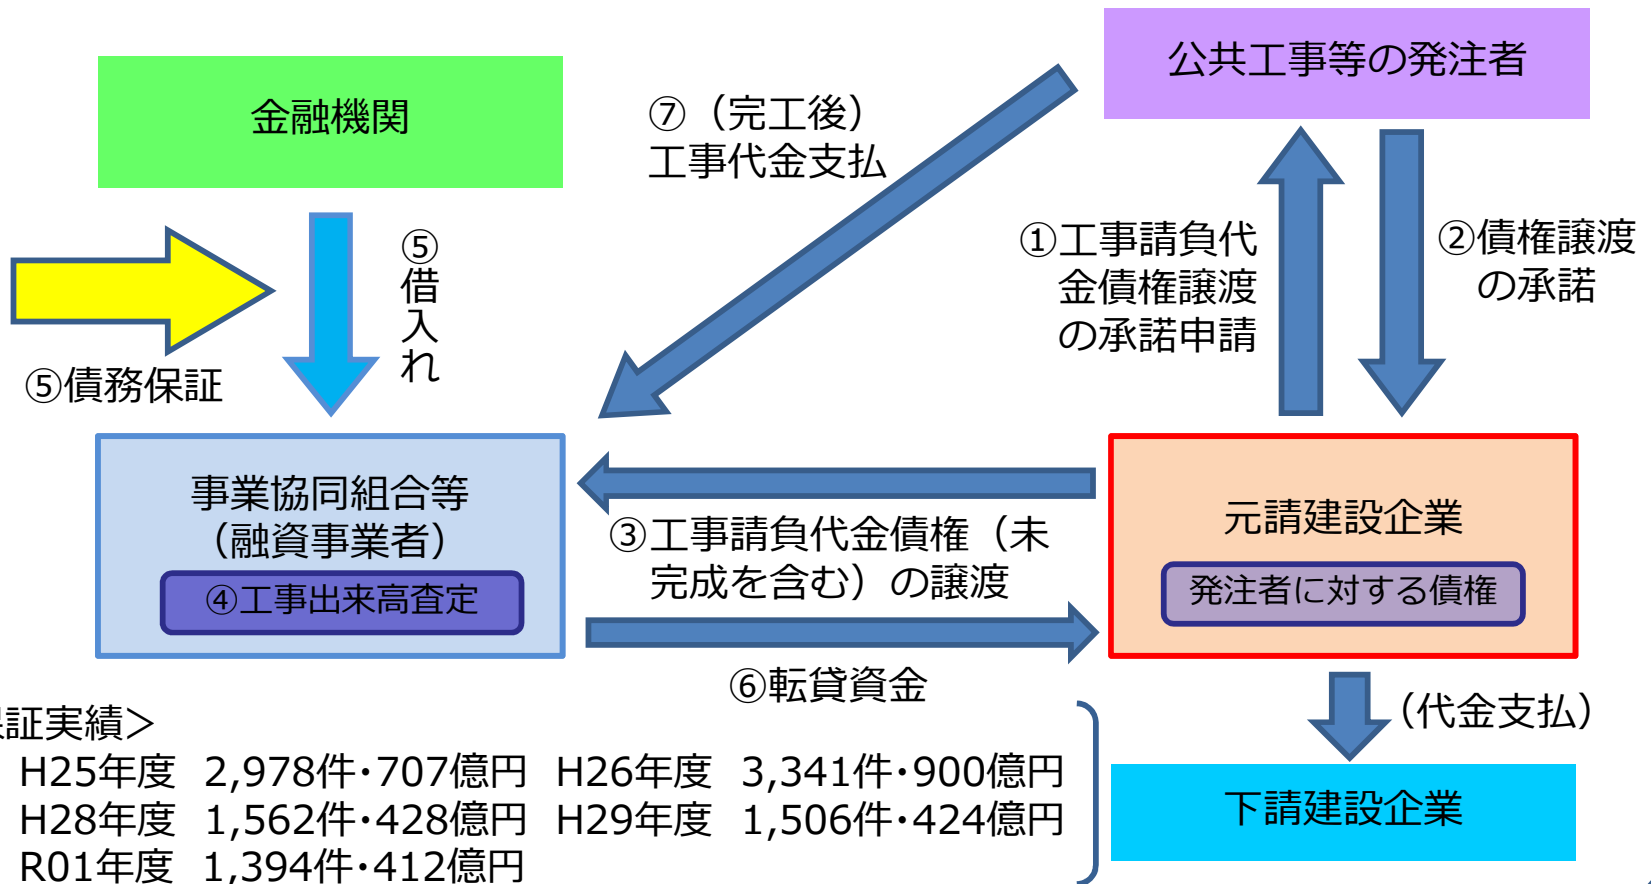 公共工事等の発注者
金融機関
⑦（完工後）
工事代金支払
①工事請負代
金債権譲渡
の承諾申請
②債権譲渡
の承諾
⑤借入れ
⑤債務保証
事業協同組合等
（融資事業者）
④工事出来高査定
③工事請負代金債権（未
完成を含む）の譲渡
元請建設企業
発注者に対する債権
⑥転貸資金
（代金支払）
証実績＞
H25年度 2,978件･707億円 H26年度 3,341件･900億円
H28年度 1,562件･428億円 H29年度 1,506件･424億円
R01年度 1,394件･412億円
下請建設企業